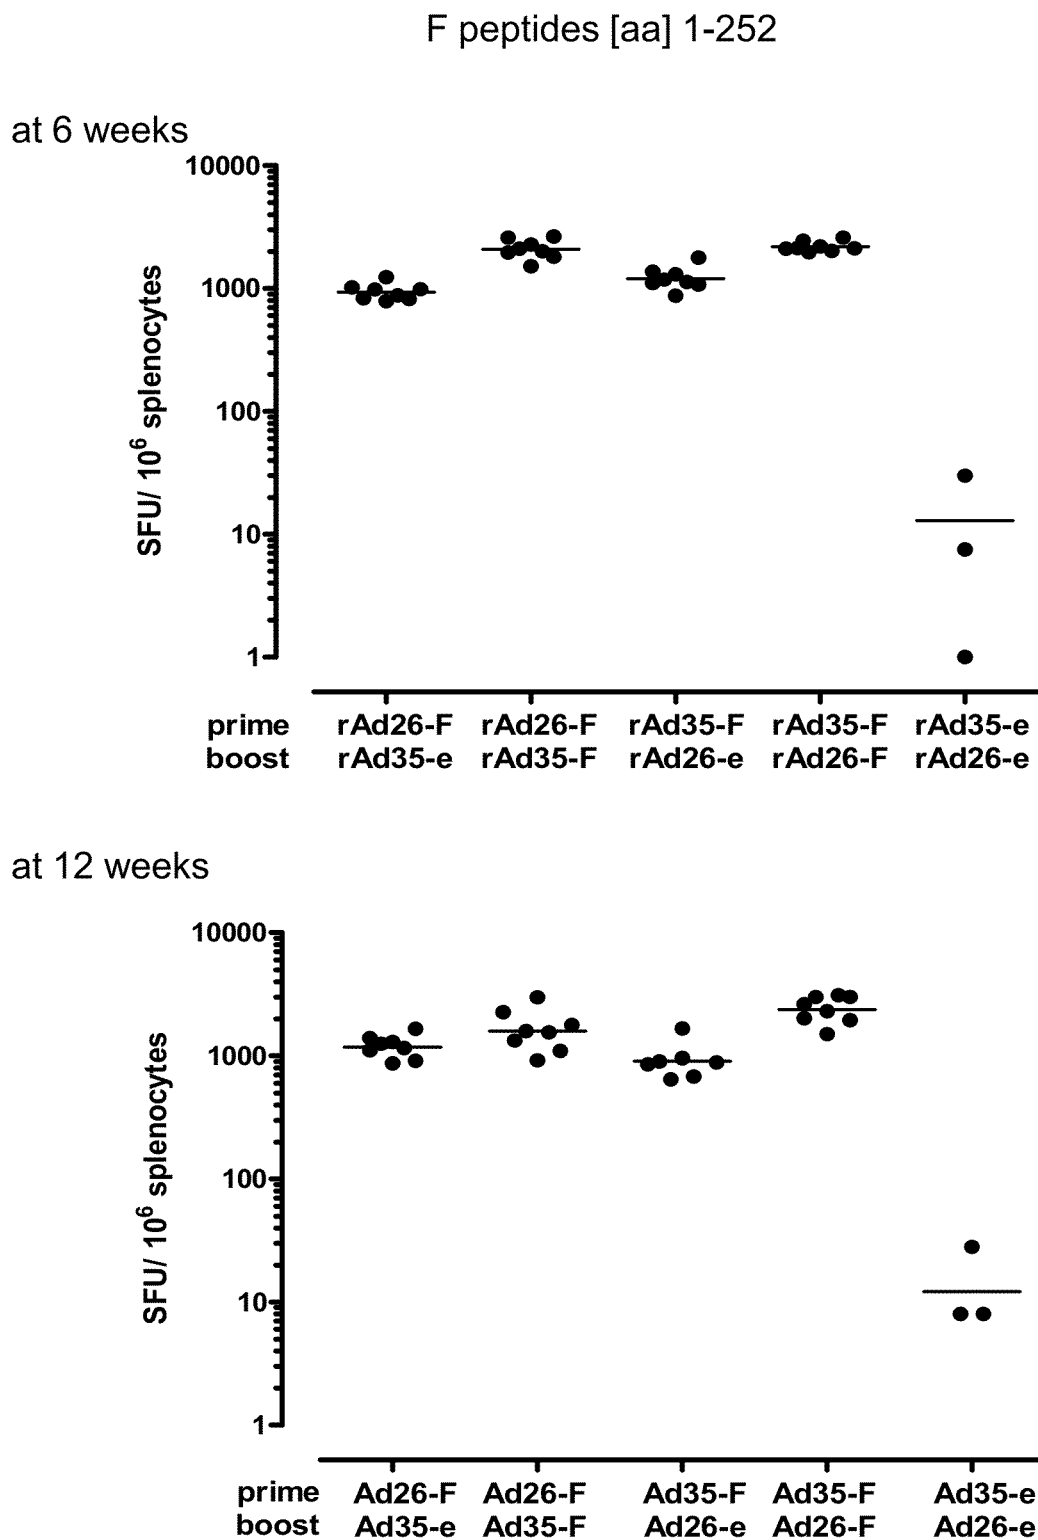 F peptides [aa] 1-252
at 6 weeks
10000
1000
100
10
1
SFU/ 10⁶ splenocytes
prime rAd26-F rAd26-F rAd35-F rAd35-F rAd35-e
boost rAd35-e rAd35-F rAd26-e rAd26-F rAd26-e
at 12 weeks
10000
1000
100
10
1
SFU/ 10⁶ splenocytes
prime Ad26-F Ad26-F Ad35-F Ad35-F Ad35-e
boost Ad35-e Ad35-F Ad26-e Ad26-F Ad26-e